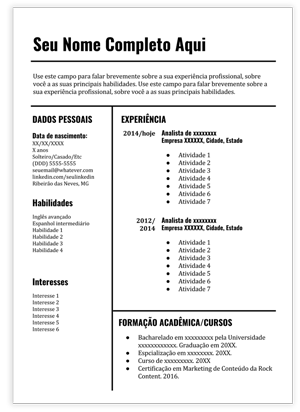 Seu Nome Completo Aqui
Use este campo para falar brevemente sobre a sua experiência profissional, sobre
você a as suas principais habilidades. Use este campo para falar brevemente sobre a
sua experiência profissional, sobre você a as suas principais habilidades.
DADOS PESSOAIS
Data de nascimento:
XX/XX/XXXX
X anos
Solteiro/Casado/Etc
(DDD) 5555-5555
seuemail@whatever.com
linkedin.com/seulinkedin
Ribeirão das Neves, MG
Habilidades
Inglês avançado
Espanhol intermediário
Habilidade 1
Habilidade 2
Habilidade 3
Habilidade 4
Interesses
Interesse 1
Interesse 2
Interesse 3
Interesse 4
Interesse 5
Interesse 6
EXPERIÊNCIA
2014/hoje Analista de xxxxxxxx
Empresa XXXXXX, Cidade, Estado
● Atividade 1
● Atividade 2
● Atividade 3
● Atividade 4
● Atividade 5
● Atividade 6
● Atividade 7
2012/ Analista de xxxxxxxx
2014 Empresa XXXXXX, Cidade, Estado
● Atividade 1
● Atividade 2
● Atividade 3
● Atividade 4
● Atividade 5
● Atividade 6
● Atividade 7
FORMAÇÃO ACADÊMICA/CURSOS
● Bacharelado em xxxxxxxxx pela Universidade
xxxxxxxxxxxx. Graduação em 20XX.
● Espcialização em xxxxxxxx. 20XX.
● Curso de xxxxxxxxx. 20XX
● Certificação em Marketing de Conteúdo da Rock
Content. 2016.